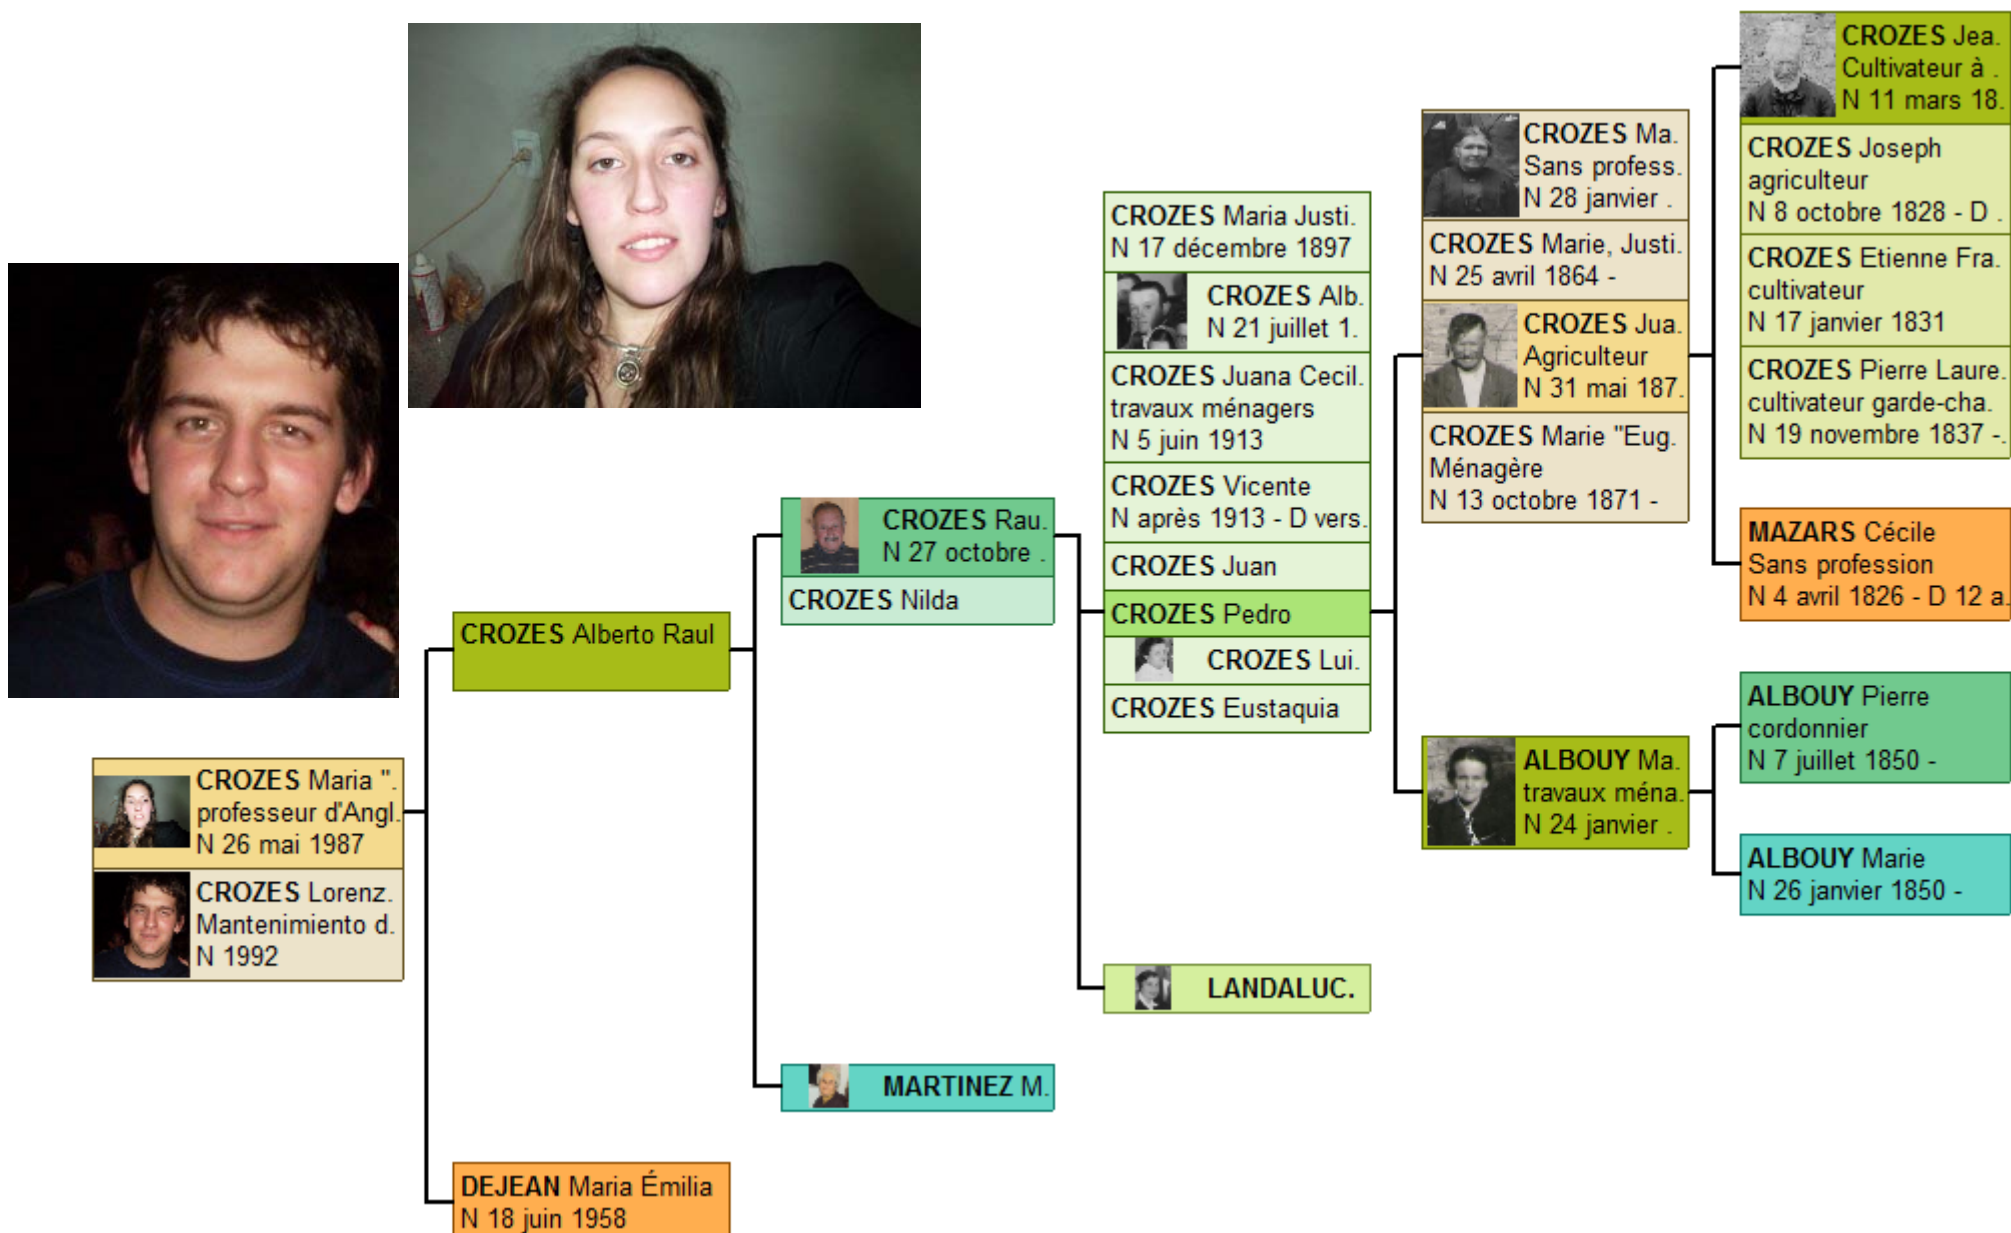 CROZES Maria ".
professeur d'Angl.
N 26 mai 1987
CROZES Lorenz.
Mantenimiento d.
N 1992
CROZES Alberto Raul
DEJEAN Maria Émilia
N 18 juin 1958
CROZES Rau.
N 27 octobre .
CROZES Nilda
MARTINEZ M.
CROZES Maria Justi.
N 17 décembre 1897
CROZES Alb.
N 21 juillet 1.
CROZES Juana Cecil.
travaux ménagers
N 5 juin 1913
CROZES Vicente
N après 1913 - D vers.
CROZES Juan
CROZES Pedro
CROZES Lui.
CROZES Eustaquia
LANDALUC.
CROZES Ma.
Sans profess.
N 28 janvier .
CROZES Marie, Justi.
N 25 avril 1864 -
CROZES Jua.
Agriculteur
N 31 mai 187.
CROZES Marie "Eug.
Ménagère
N 13 octobre 1871 -
ALBOUY Ma.
travaux ména.
N 24 janvier .
CROZES Jea.
Cultivateur à .
N 11 mars 18.
CROZES Joseph
agriculteur
N 8 octobre 1828 - D .
CROZES Etienne Fra.
cultivateur
N 17 janvier 1831
CROZES Pierre Laure.
cultivateur garde-cha.
N 19 novembre 1837 -.
MAZARS Cécile
Sans profession
N 4 avril 1826 - D 12 a.
ALBOUY Pierre
cordonnier
N 7 juillet 1850 -
ALBOUY Marie
N 26 janvier 1850 -